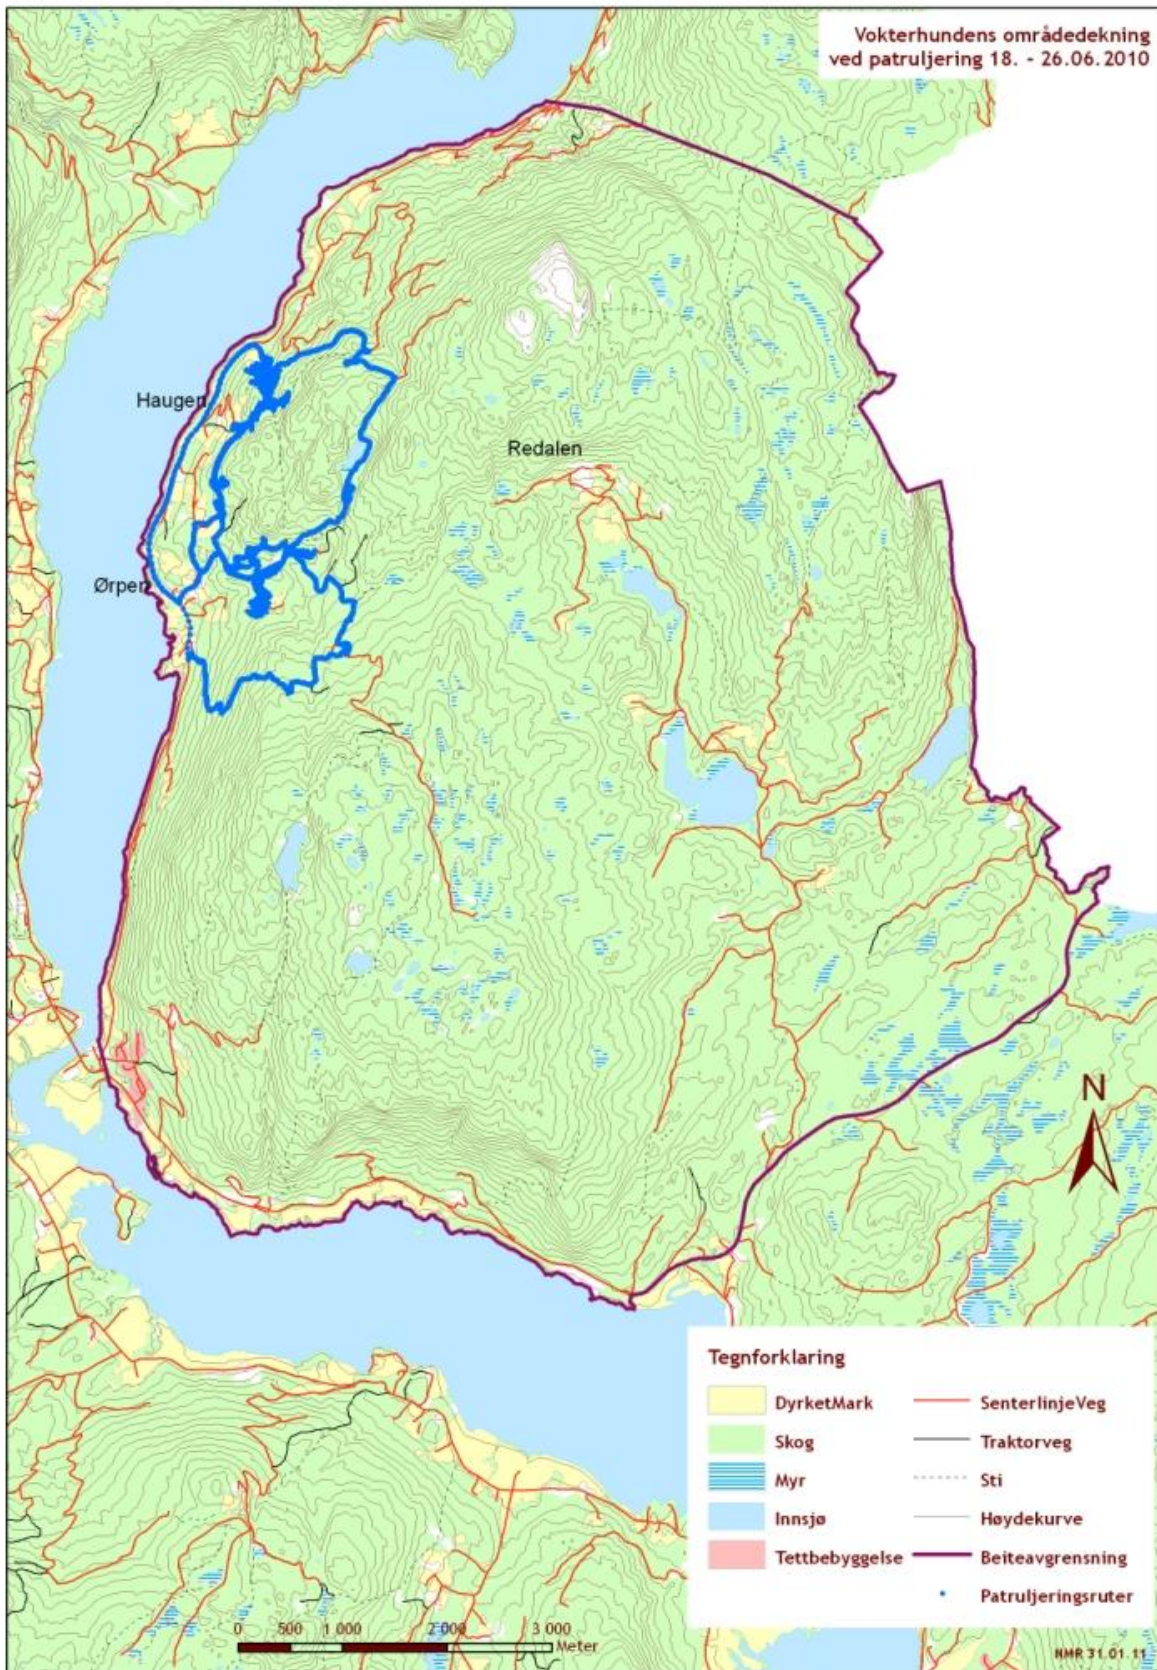 Vokterhundens områdedekning
ved patruljering 18. - 26.06.2010
Haugen
Redalen
Ørpen
N
Tegnforklaring
DyrketMark
SenterlinjeVeg
Skog
Traktorveg
Myr
Sti
Innsjø
Høydekurve
Tettbebyggelse
Beiteavgrensning
Patruljeringsruter
0 500 1 000 2 000 3 000
Meter
NMR 31.01.11